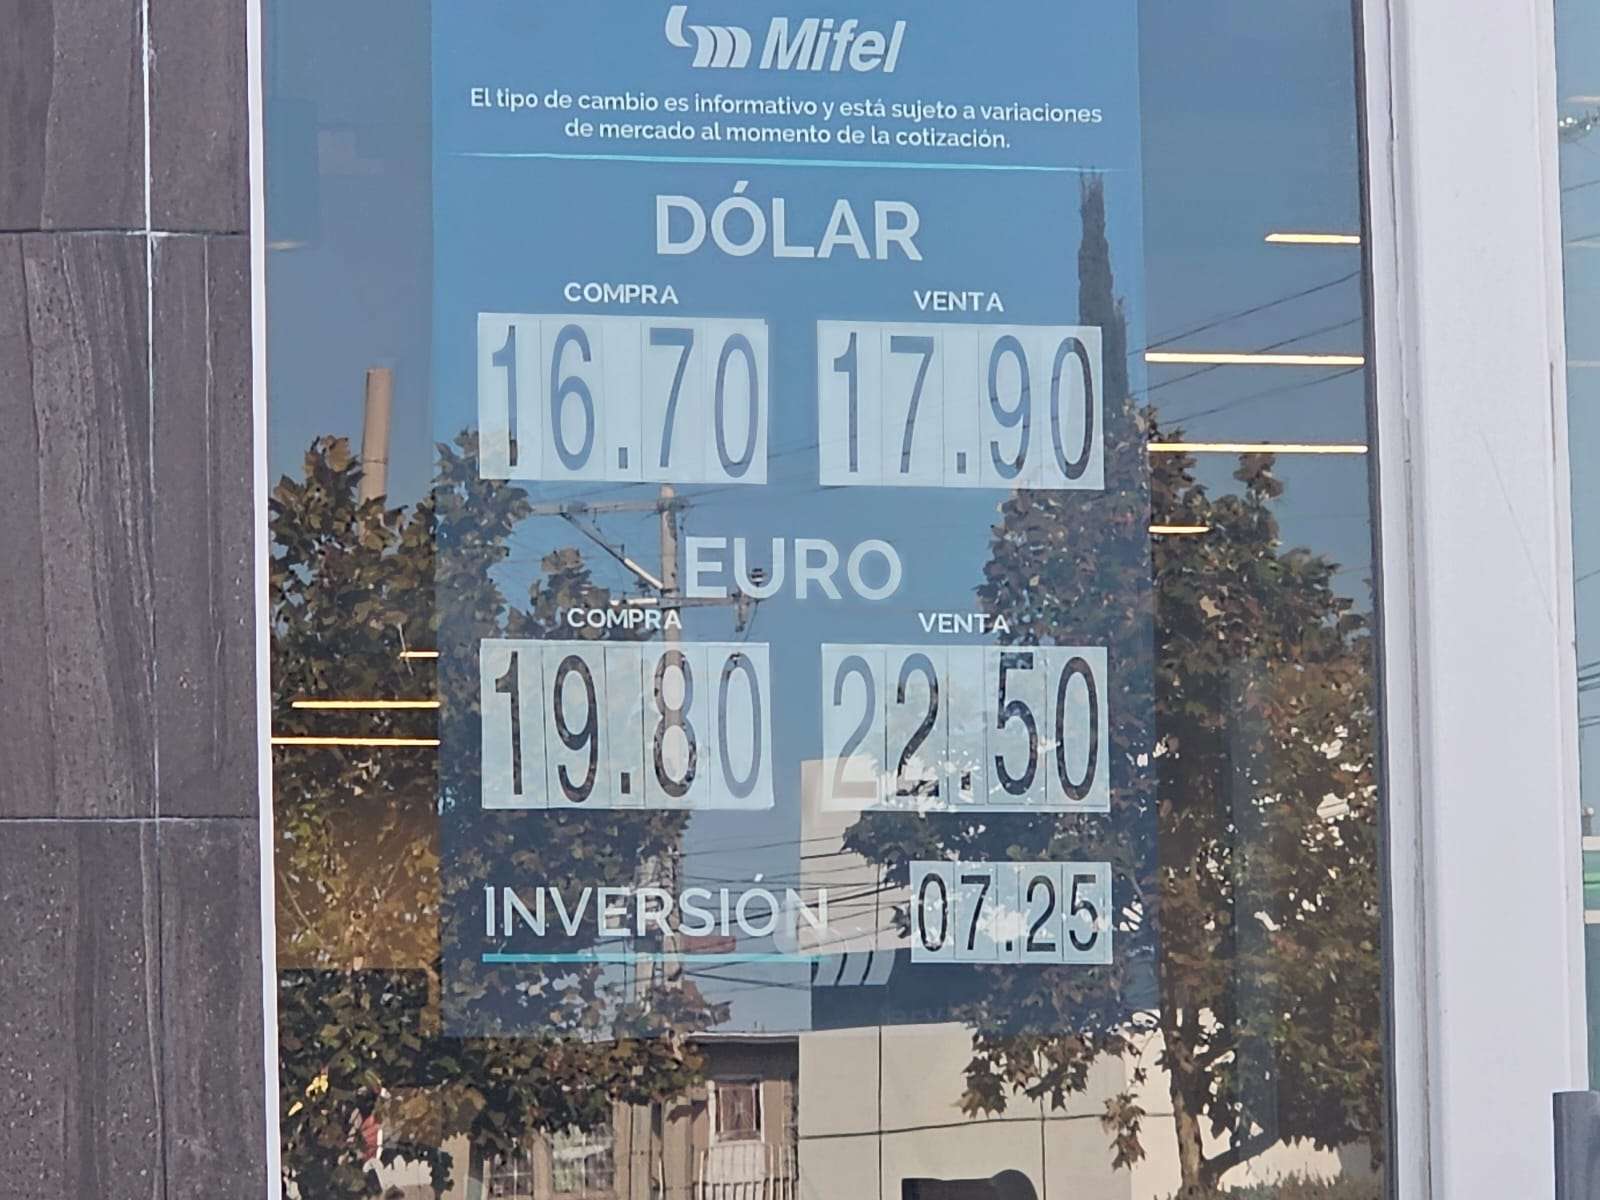 Mifel
El tipo de cambio es informativo y está sujeto a variaciones
de mercado al momento de la cotización.
DÓLAR
COMPRA VENTA
16.70 17.90
EURO
COMPRA VENTA
19.80 22.50
INVERSIÓN 07.25